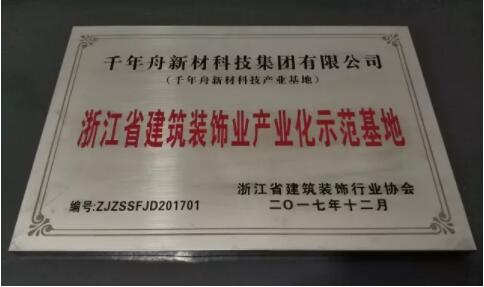 千年舟新材科技集团有限公司
（千年舟新材科技产业基地）
浙江省建筑装饰业产业化示范基地
浙江省建筑装饰行业协会
编号:ZJZSSFJD201701
二〇一七年十二月